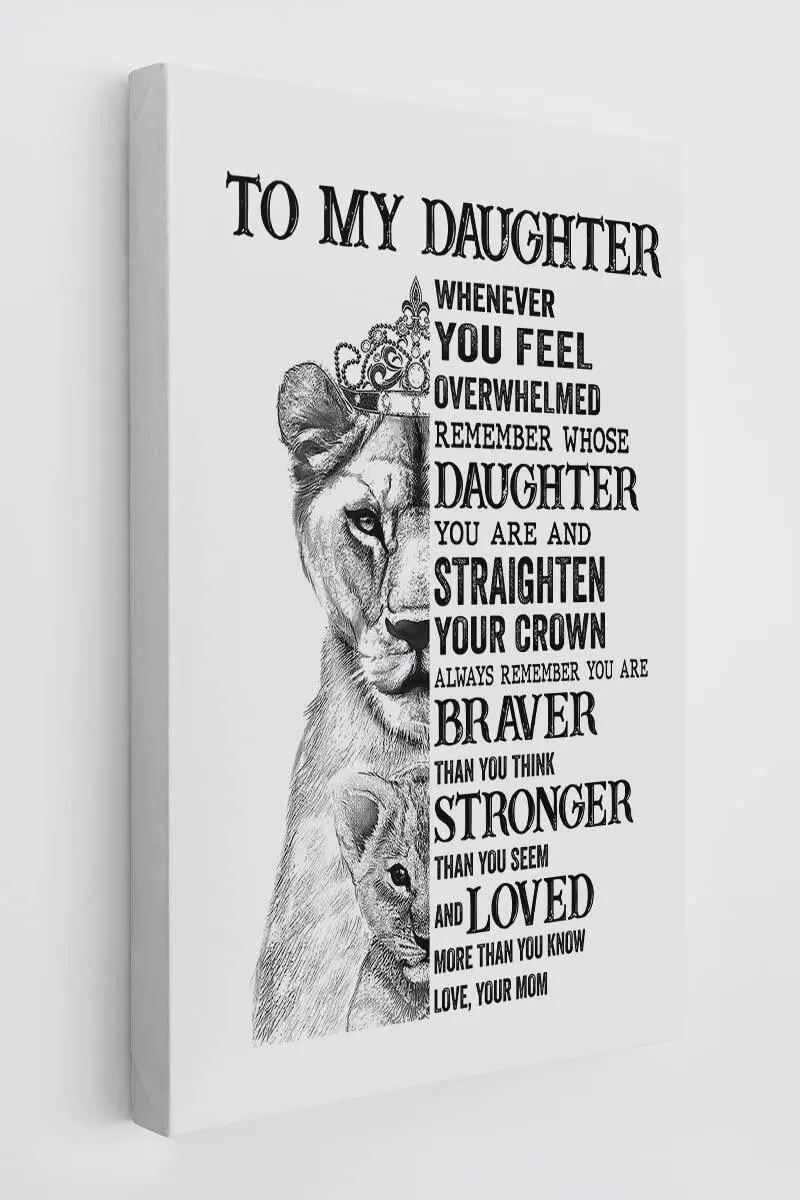 TO MY DAUGHTER
WHENEVER
YOU FEEL
OVERWHELMED
REMEMBER WHOSE
DAUGHTER
YOU ARE AND
STRAIGHTEN
YOUR CROWN
ALWAYS REMEMBER YOU ARE
BRAVER
THAN YOU THINK
STRONGER
THAN YOU SEEM
AND LOVED
MORE THAN YOU KNOW
LOVE, YOUR MOM